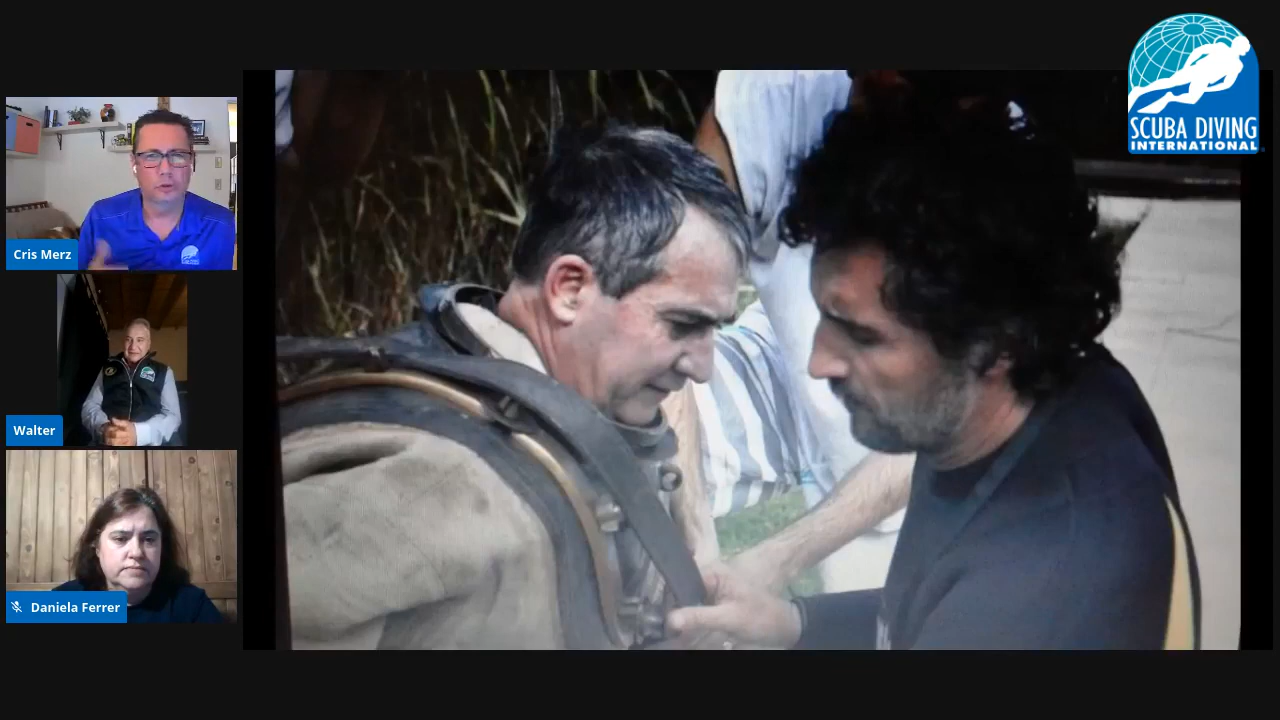 SCUBA DIVING
INTERNATIONAL
Cris Merz
Walter
Daniela Ferrer